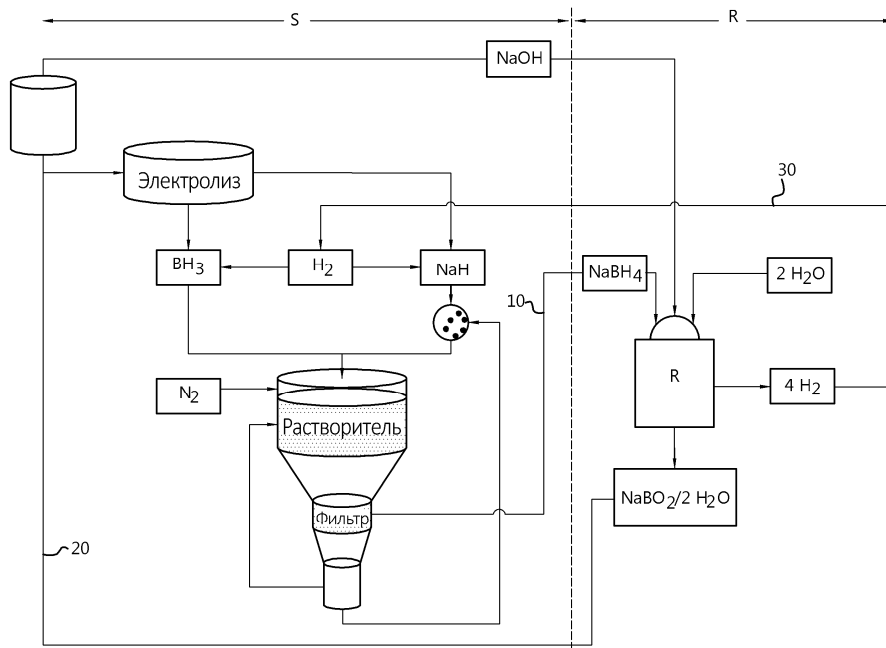 S
R
NaOH
30
Электролиз
BH3
H2
NaH
NaBH4
2 H2O
10
R
4 H2
N2
Растворитель
NaBO2/2 H2O
Фильтр
20